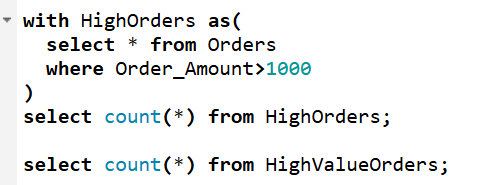 with HighOrders as(
  select * from Orders
  where Order_Amount>1000
)
select count(*) from HighOrders;

select count(*) from HighValueOrders;